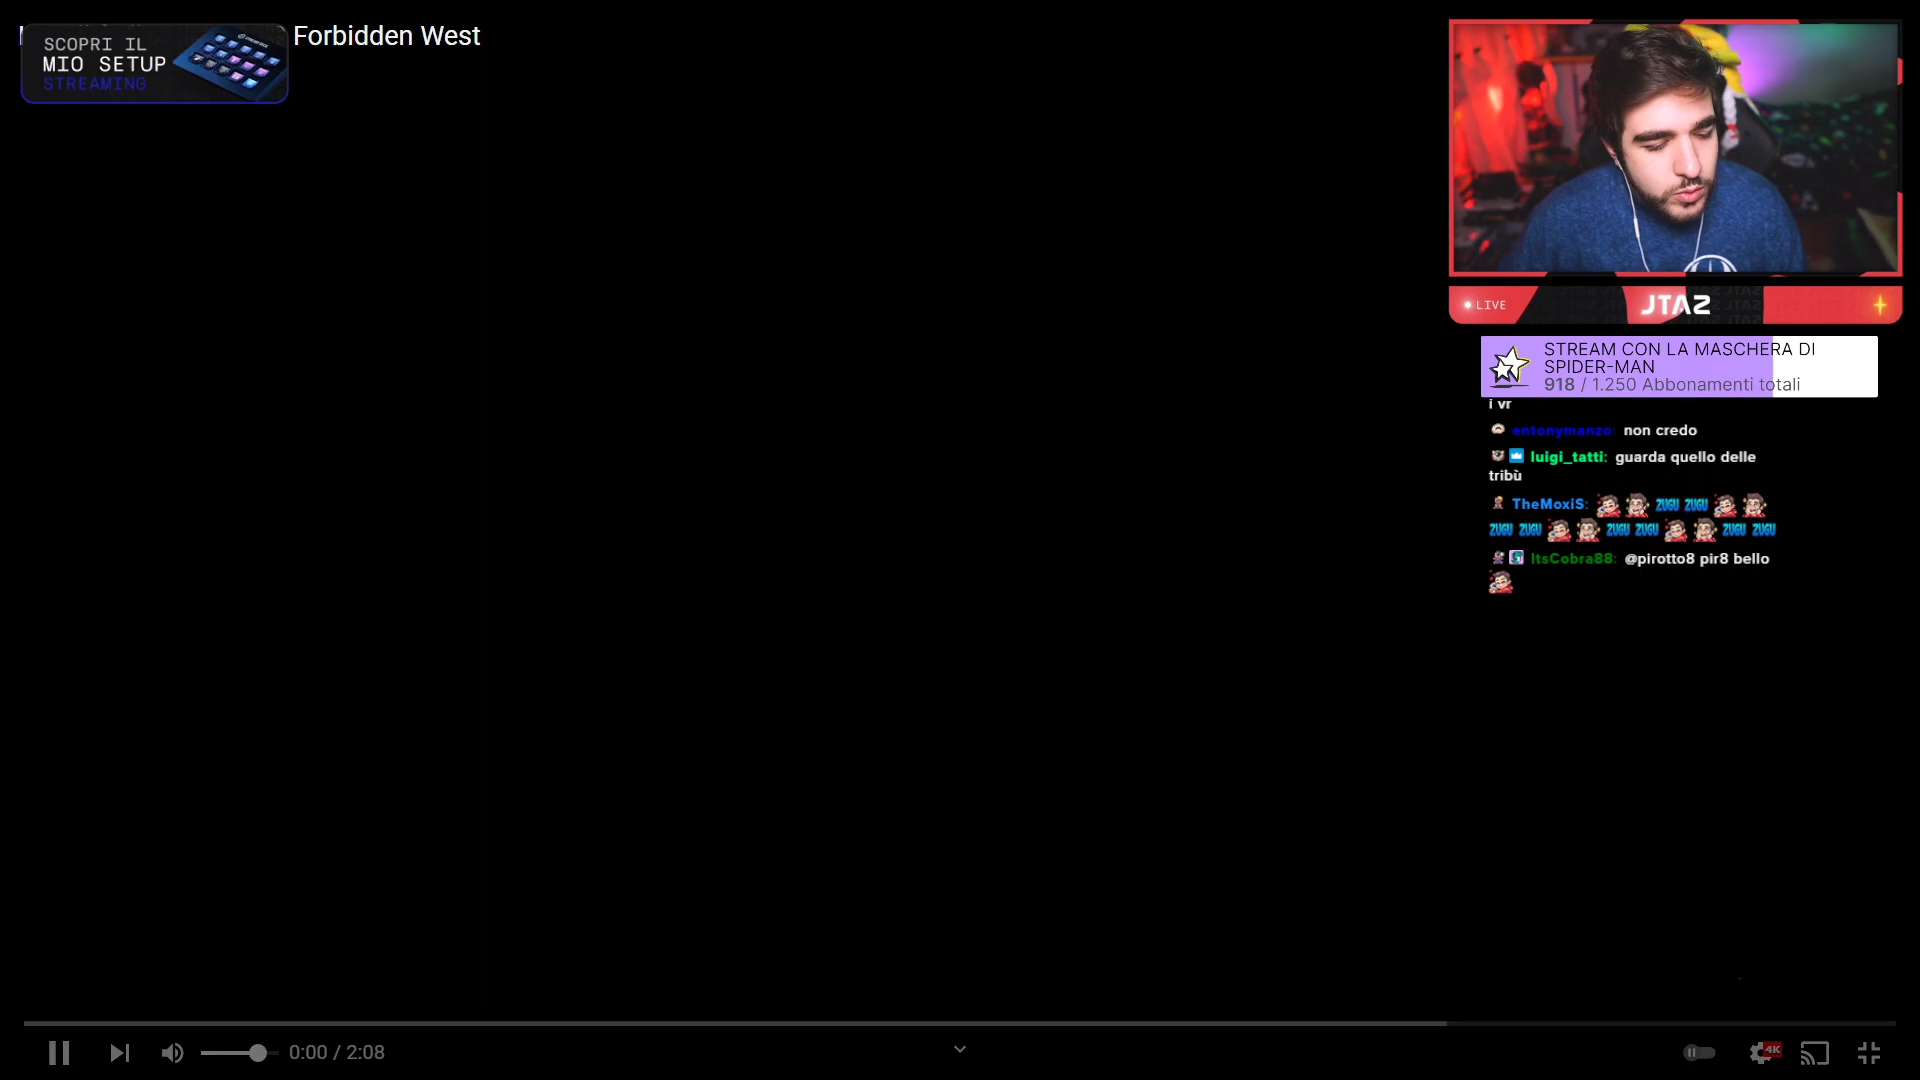 SCOPRI IL
MIO SETUP
STREAMING
Forbidden West
LIVE
JTAZ
STREAM CON LA MASCHERA DI
SPIDER-MAN
918 / 1.250 Abbonamenti totali
i vr
entonymanzo: non credo
luigi_tatti: guarda quello delle
tribù
TheMoxiS: ZUGU ZUGU
ZUGU ZUGU ZUGU ZUGU ZUGU ZUGU
ItsCobra88: @pirotto8 pir8 bello
0:00 / 2:08
4K